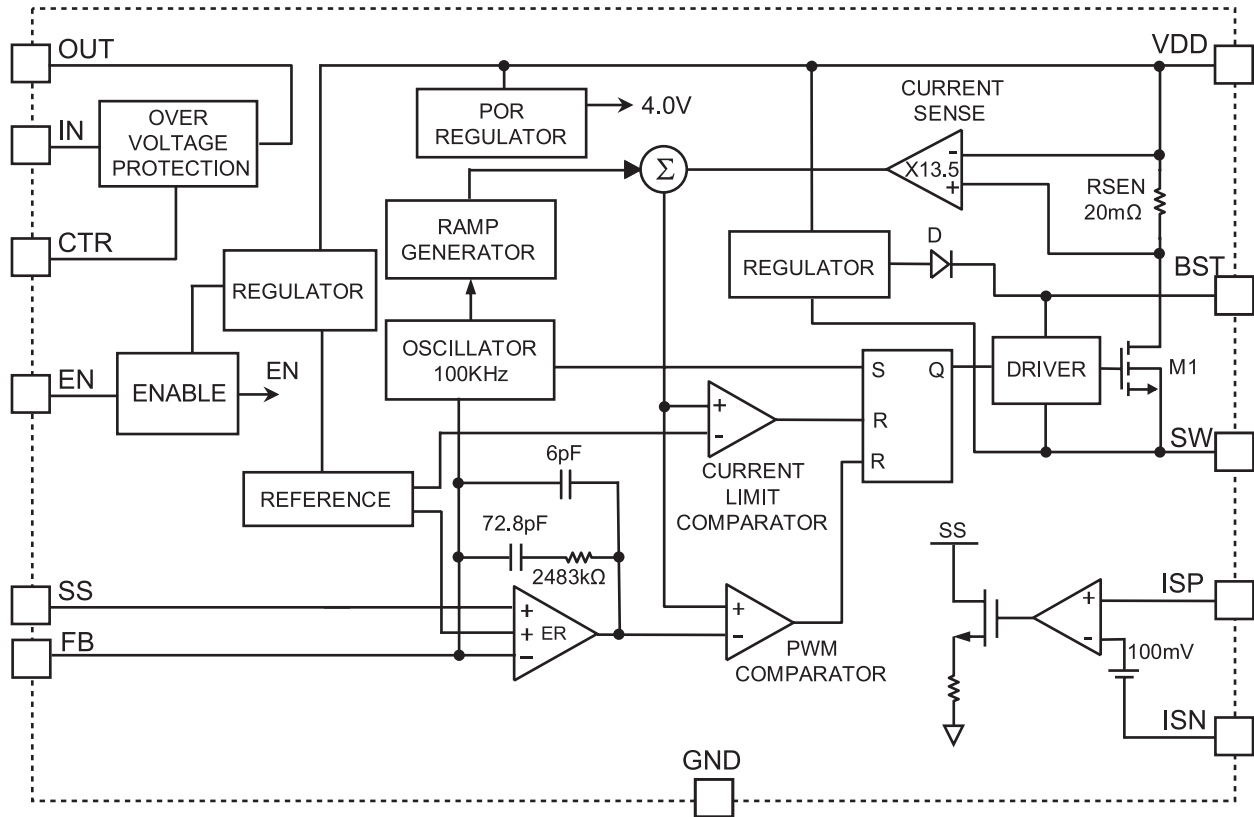 OUT
VDD
IN
OVER
VOLTAGE
PROTECTION
POR
REGULATOR
4.0V
CURRENT
SENSE
Σ
X13.5
-
+
RSEN
20mΩ
CTR
RAMP
GENERATOR
REGULATOR
REGULATOR
D
BST
EN
ENABLE
EN
OSCILLATOR
100KHz
S
Q
R
R
DRIVER
M1
SW
+
-
CURRENT
LIMIT
COMPARATOR
REFERENCE
6pF
72.8pF
2483kΩ
SS
FB
+
+
-
ER
+
-
PWM
COMPARATOR
SS
+
-
100mV
ISP
ISN
GND